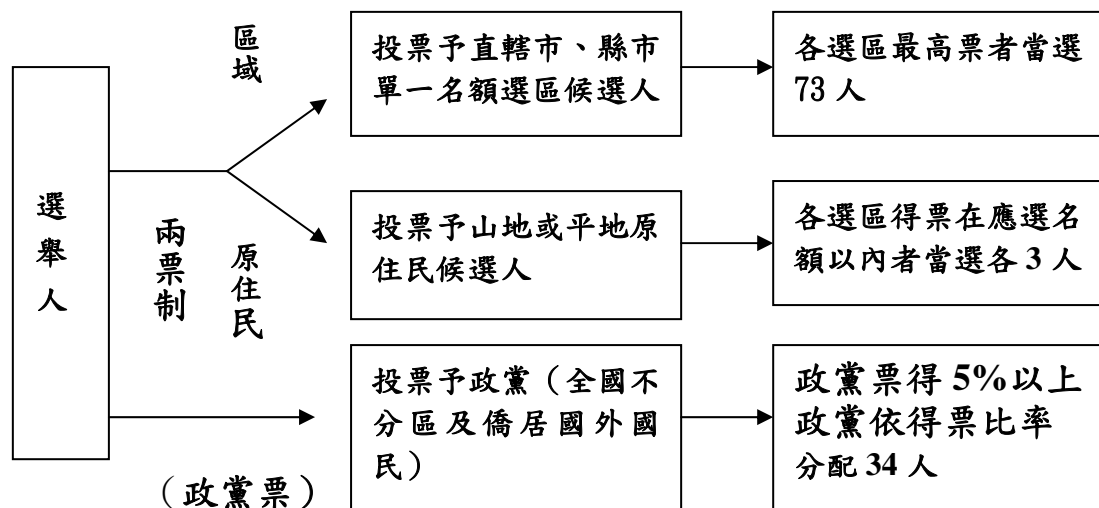 選舉人
兩票制
區域
原住民
(政黨票)
投票予直轄市、縣市
單一名額選區候選人
各選區最高票者當選
73 人
投票予山地或平地原
住民候選人
各選區得票在應選名
額以內者當選各 3 人
投票予政黨（全國不
分區及僑居國外國
民）
政黨票得 5%以上
政黨依得票比率
分配 34 人